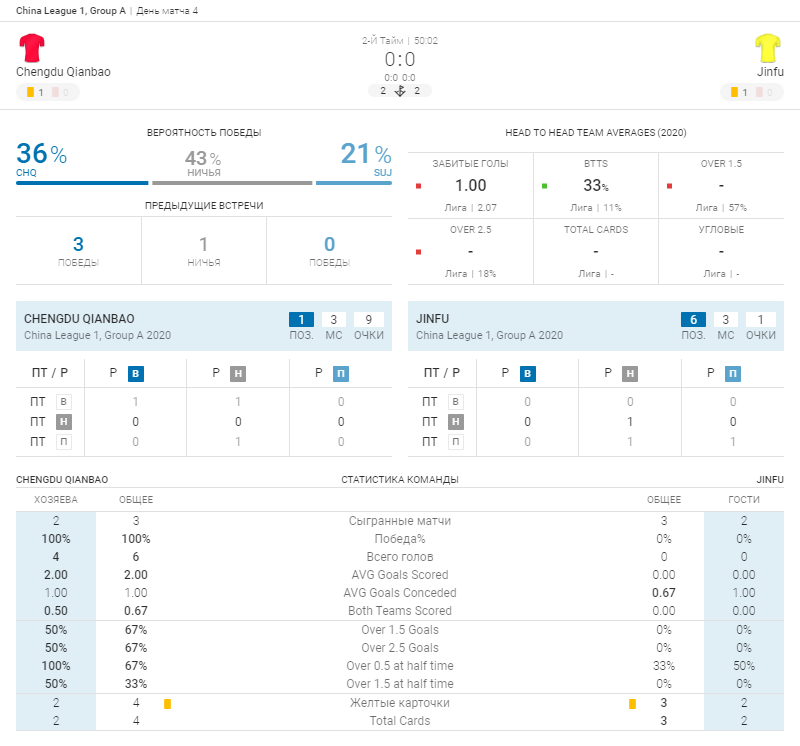 China League 1, Group A | День матча 4
2-Й Тайм | 50:02
0:0
0:0 0:0
2 2
Chengdu Qianbao
1 0
Jinfu
1 0
ВЕРОЯТНОСТЬ ПОБЕДЫ
36% 43% 21%
CHQ НИЧЬЯ SUJ
ПРЕДЫДУЩИЕ ВСТРЕЧИ
3 1 0
ПОБЕДЫ НИЧЬЯ ПОБЕДЫ
HEAD TO HEAD TEAM AVERAGES (2020)
ЗАБИТЫЕ ГОЛЫ BTTS OVER 1.5
1.00 33% -
Лига | 2.07 Лига | 11% Лига | 57%
OVER 2.5 TOTAL CARDS УГЛОВЫЕ
- - -
Лига | 18% Лига | - Лига | -
CHENGDU QIANBAO 1 3 9
China League 1, Group A 2020 ПОЗ. МС ОЧКИ
ПТ / Р Р В Р Н Р П
ПТ В 1 1 0
ПТ Н 0 0 0
ПТ П 0 1 0
JINFU 6 3 1
China League 1, Group A 2020 ПОЗ. МС ОЧКИ
ПТ / Р Р В Р Н Р П
ПТ В 0 0 0
ПТ Н 0 1 0
ПТ П 0 1 1
CHENGDU QIANBAO СТАТИСТИКА КОМАНДЫ JINFU
ХОЗЯЕВА ОБЩЕЕ ОБЩЕЕ ГОСТИ
2 3 Сыгранные матчи 3 2
100% 100% Победа% 0% 0%
4 6 Всего голов 0 0
2.00 2.00 AVG Goals Scored 0.00 0.00
1.00 1.00 AVG Goals Conceded 0.67 1.00
0.50 0.67 Both Teams Scored 0.00 0.00
50% 67% Over 1.5 Goals 0% 0%
50% 67% Over 2.5 Goals 0% 0%
100% 67% Over 0.5 at half time 33% 50%
50% 33% Over 1.5 at half time 0% 0%
2 4 Желтые карточки 3 2
2 4 Total Cards 3 2